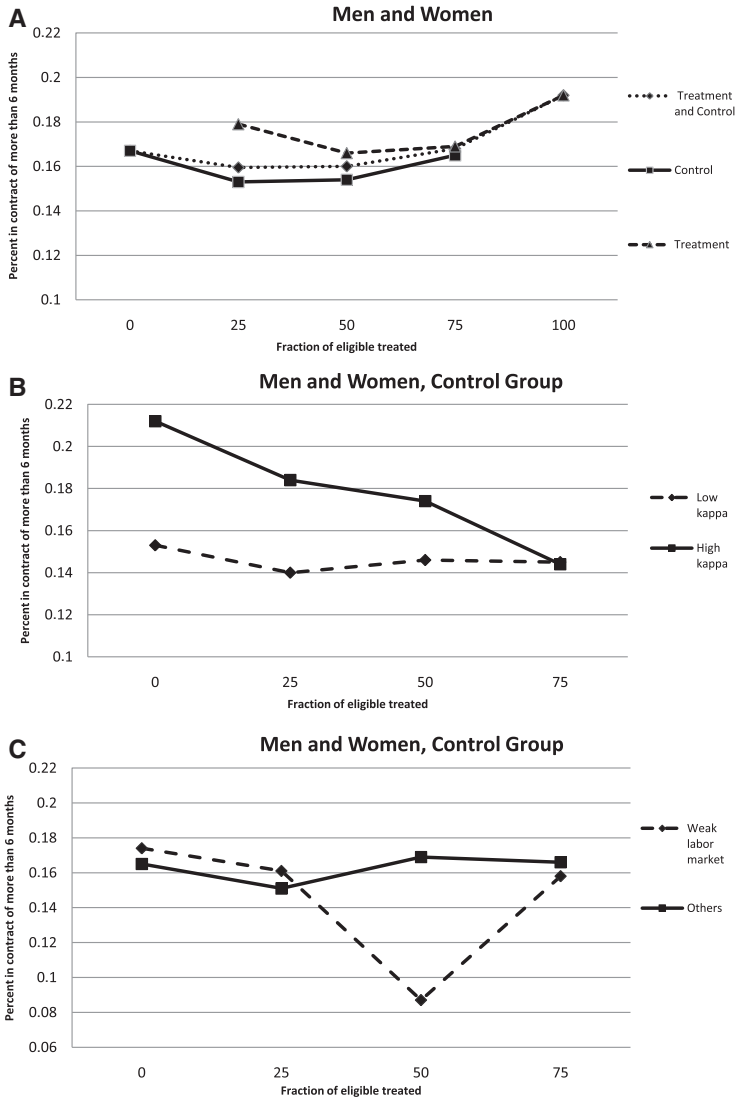 A
Men and Women
Percent in contract of more than 6 months
0.22
0.2
0.18
0.16
0.14
0.12
0.1
0 25 50 75 100
Fraction of eligible treated
Treatment
and Control
Control
Treatment
B
Men and Women, Control Group
Percent in contract of more than 6 months
0.22
0.2
0.18
0.16
0.14
0.12
0.1
0 25 50 75
Fraction of eligible treated
Low
kappa
High
kappa
C
Men and Women, Control Group
Percent in contract of more than 6 months
0.22
0.2
0.18
0.16
0.14
0.12
0.1
0.08
0.06
0 25 50 75
Fraction of eligible treated
Weak
labor
market
Others